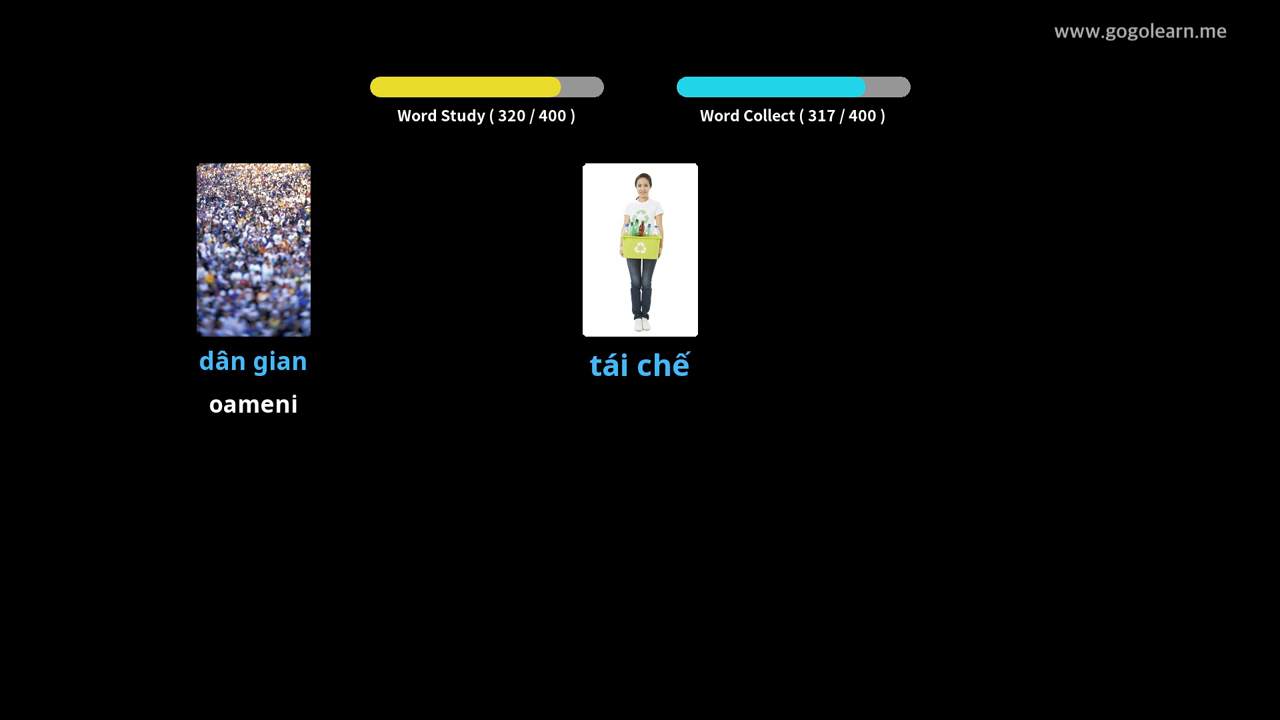 www.gogolearn.me
Word Study ( 320 / 400 )
Word Collect ( 317 / 400 )
dân gian
oameni
tái chế